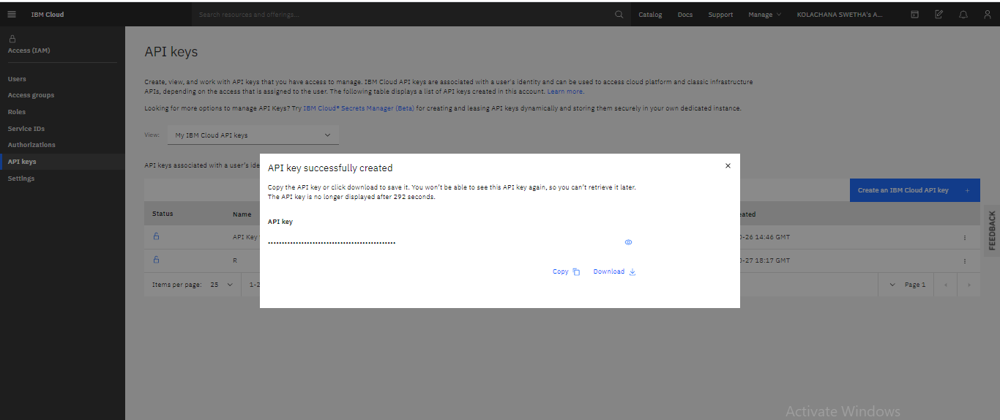 IBM Cloud
Search resources and offerings...
Catalog
Docs
Support
Manage
KOLACHANA SWETHA's A...
Access (IAM)
Users
Access groups
Roles
Service IDs
Authorizations
API keys
Settings
API keys
Create, view, and work with API keys that you have access to manage. IBM Cloud API keys are associated with a user's identity and can be used to access cloud platform and classic infrastructure
APIs, depending on the access that is assigned to the user. The following table displays a list of API keys created in this account. Learn more.
Looking for more options to manage API Keys? Try IBM Cloud® Secrets Manager (Beta) for creating and leasing API keys dynamically and storing them securely in your own dedicated instance.
View:
My IBM Cloud API keys
API keys associated with a user's ide
Create an IBM Cloud API key +
Status
Name
ated
API Key
-26 14:46 GMT
R
-27 18:17 GMT
Items per page: 25
1-2
Page 1
API key successfully created
Copy the API key or click download to save it. You won't be able to see this API key again, so you can't retrieve it later.
The API key is no longer displayed after 292 seconds.
API key
••••••••••••••••••••••••••••••••••••••••••••
Copy
Download
FEEDBACK
Activate Windows